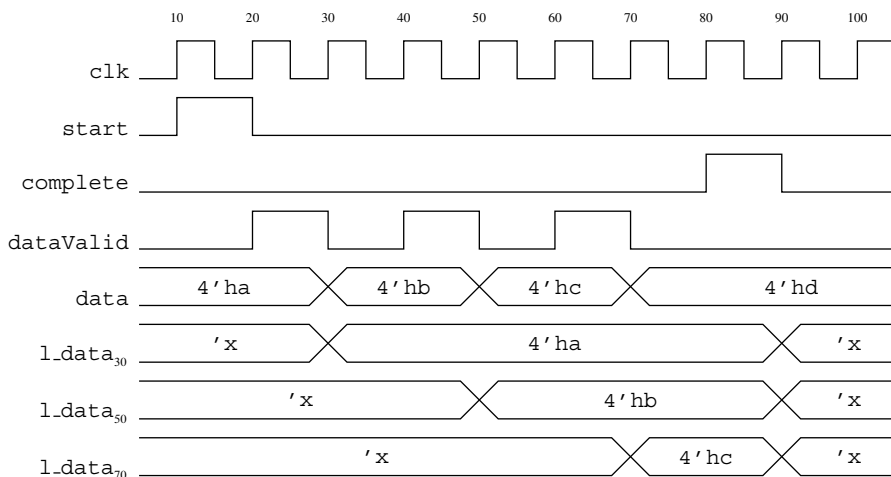 10 20 30 40 50 60 70 80 90 100
clk
start
complete
dataValid
data 4'ha 4'hb 4'hc 4'hd
l_data30 'x 4'ha 'x
l_data50 'x 4'hb 'x
l_data70 'x 4'hc 'x